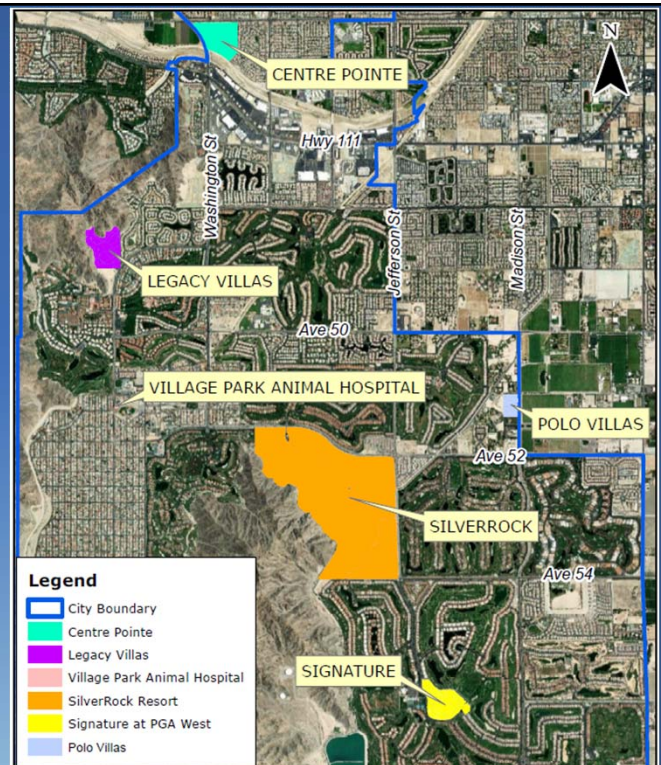 N
CENTRE POINTE
Hwy 111
Washington St
Jefferson St
Madison St
LEGACY VILLAS
Ave 50
VILLAGE PARK ANIMAL HOSPITAL
POLO VILLAS
Ave 52
SILVERROCK
Ave 54
SIGNATURE
Legend
City Boundary
Centre Pointe
Legacy Villas
Village Park Animal Hospital
SilverRock Resort
Signature at PGA West
Polo Villas